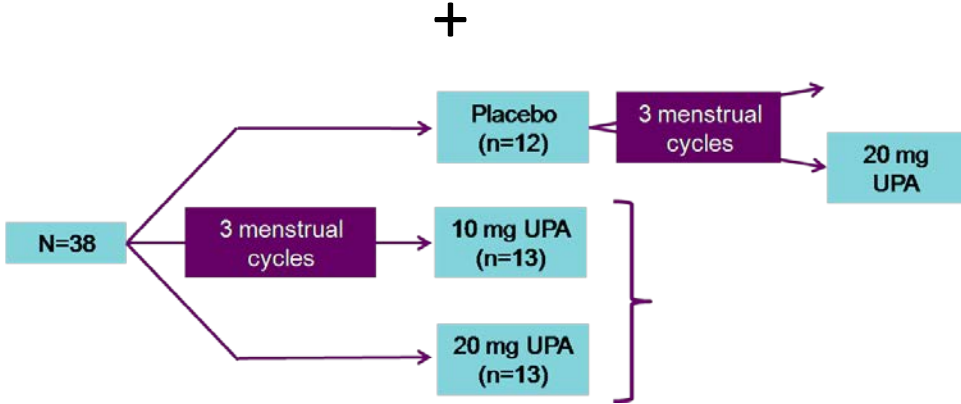 +
Placebo
(n=12)
3 menstrual
cycles
20 mg
UPA
N=38
3 menstrual
cycles
10 mg UPA
(n=13)
20 mg UPA
(n=13)